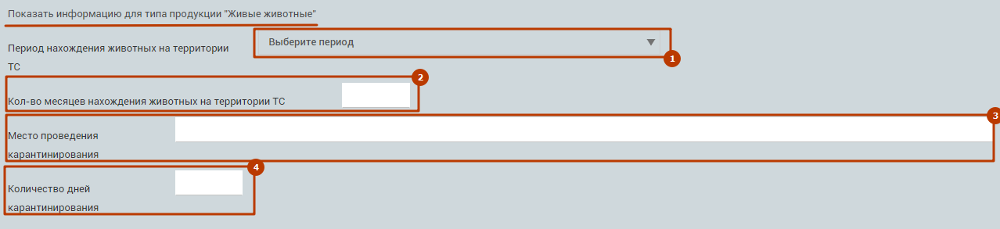 Показать информацию для типа продукции "Живые животные"
Период нахождения животных на территории
ТС
Выберите период
1
2
Кол-во месяцев нахождения животных на территории ТС
3
Место проведения
карантинирования
4
Количество дней
карантинирования